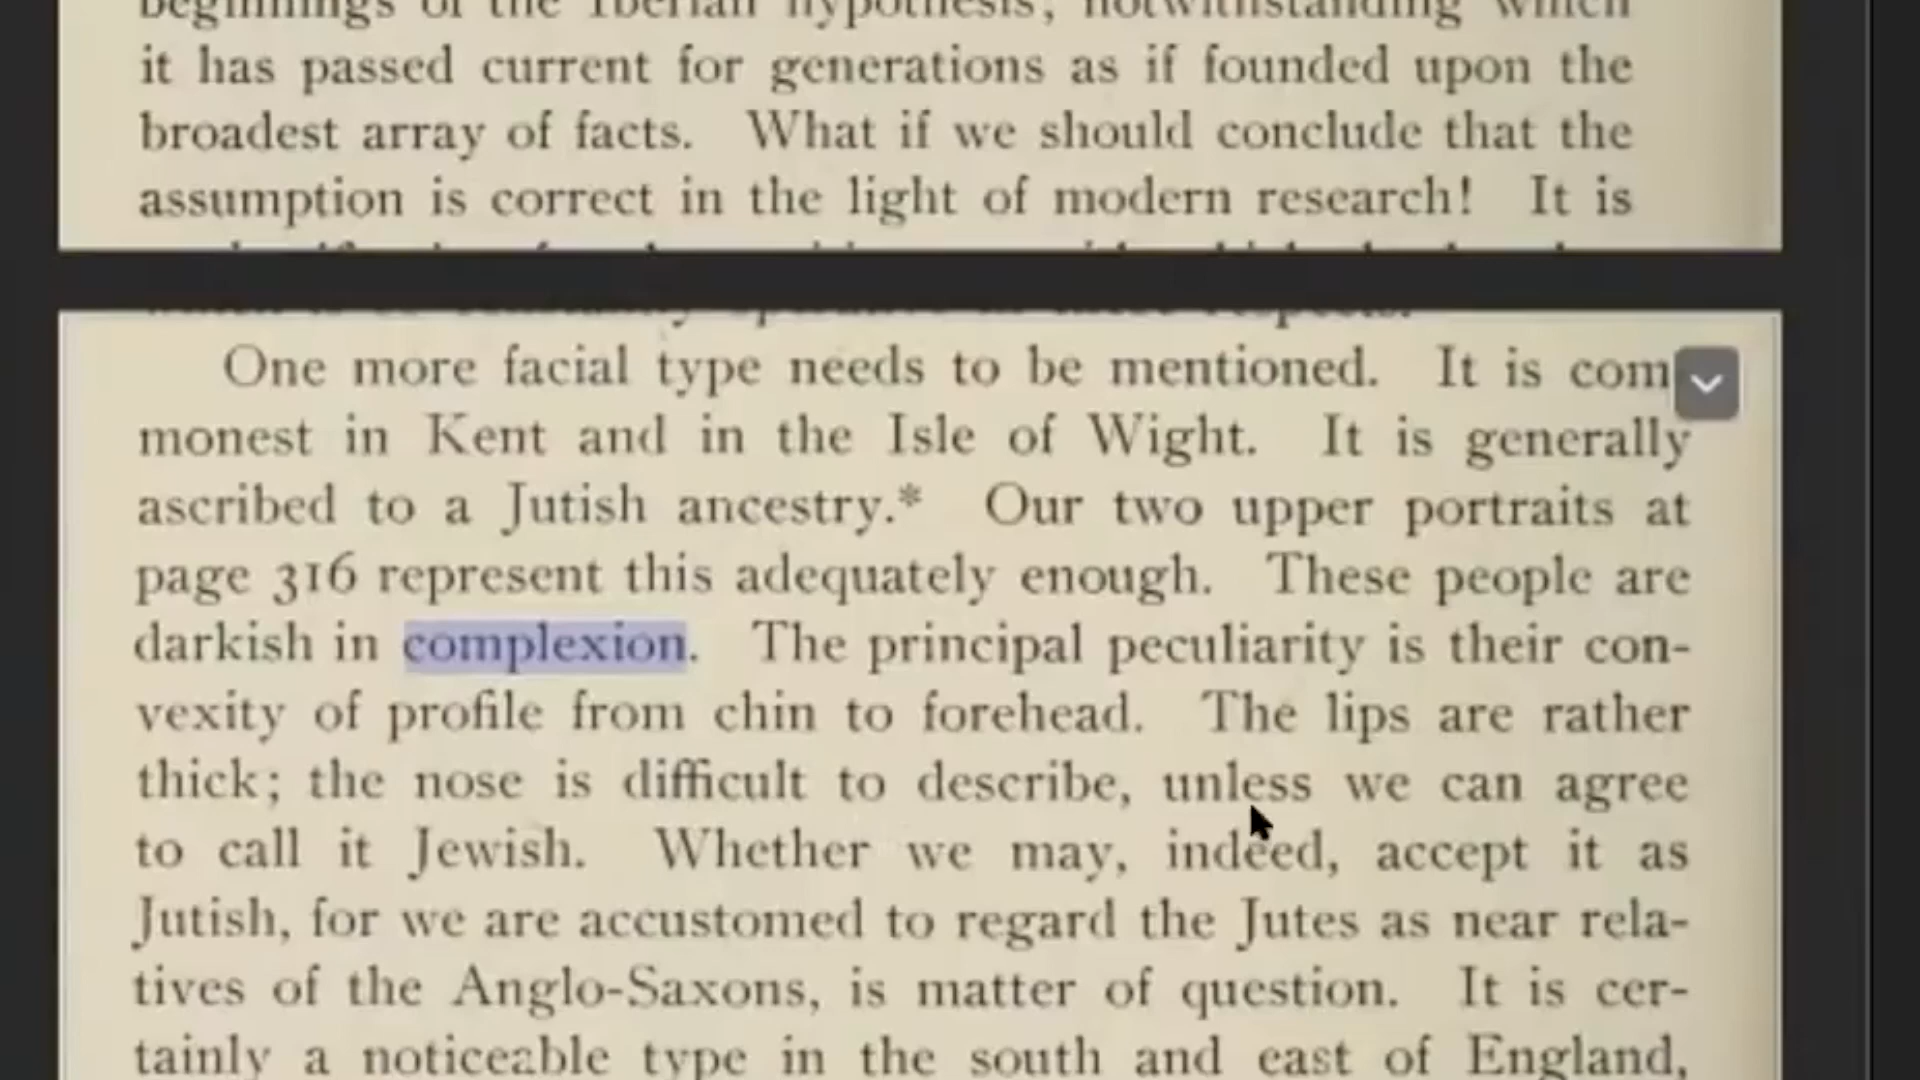 beginnings of the Iberian hypothesis; notwithstanding which
it has passed current for generations as if founded upon the
broadest array of facts. What if we should conclude that the
assumption is correct in the light of modern research! It is
One more facial type needs to be mentioned. It is com
monest in Kent and in the Isle of Wight. It is generally
ascribed to a Jutish ancestry.* Our two upper portraits at
page 316 represent this adequately enough. These people are
darkish in complexion. The principal peculiarity is their con-
vexity of profile from chin to forehead. The lips are rather
thick; the nose is difficult to describe, unless we can agree
to call it Jewish. Whether we may, indeed, accept it as
Jutish, for we are accustomed to regard the Jutes as near rela-
tives of the Anglo-Saxons, is matter of question. It is cer-
tainly a noticeable type in the south and east of England,